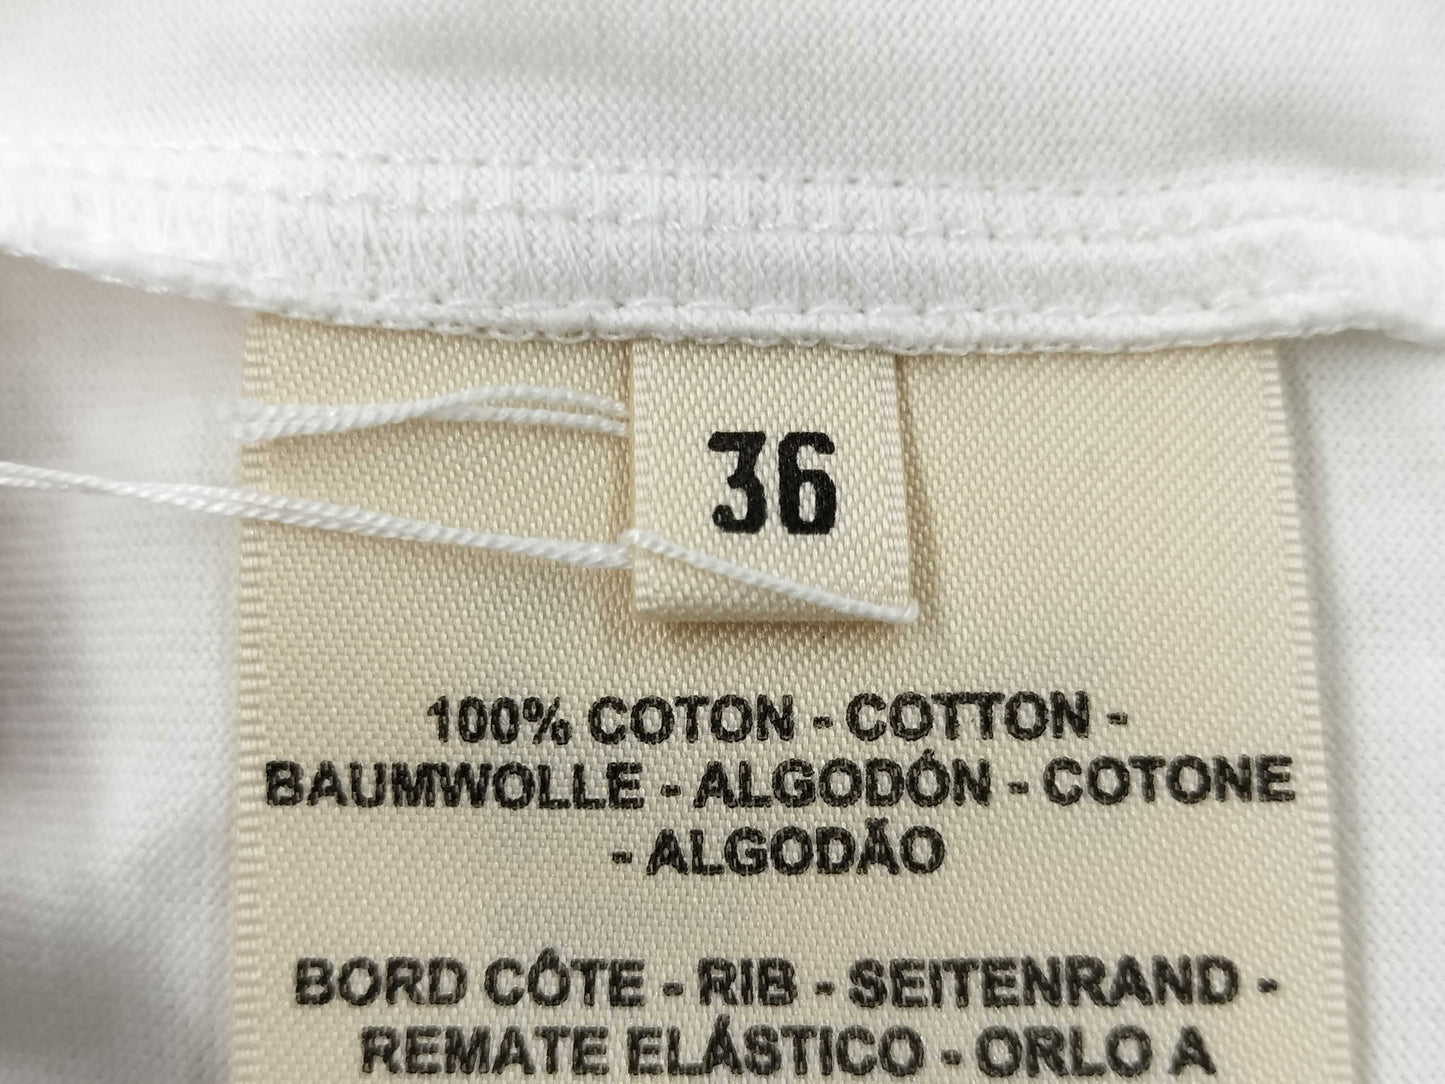 36
100% COTON - COTTON -
BAUMWOLLE - ALGODÓN - COTONE
- ALGODÃO
BORD CÔTE - RIB - SEITENRAND -
REMATE ELÁSTICO - ORLO A